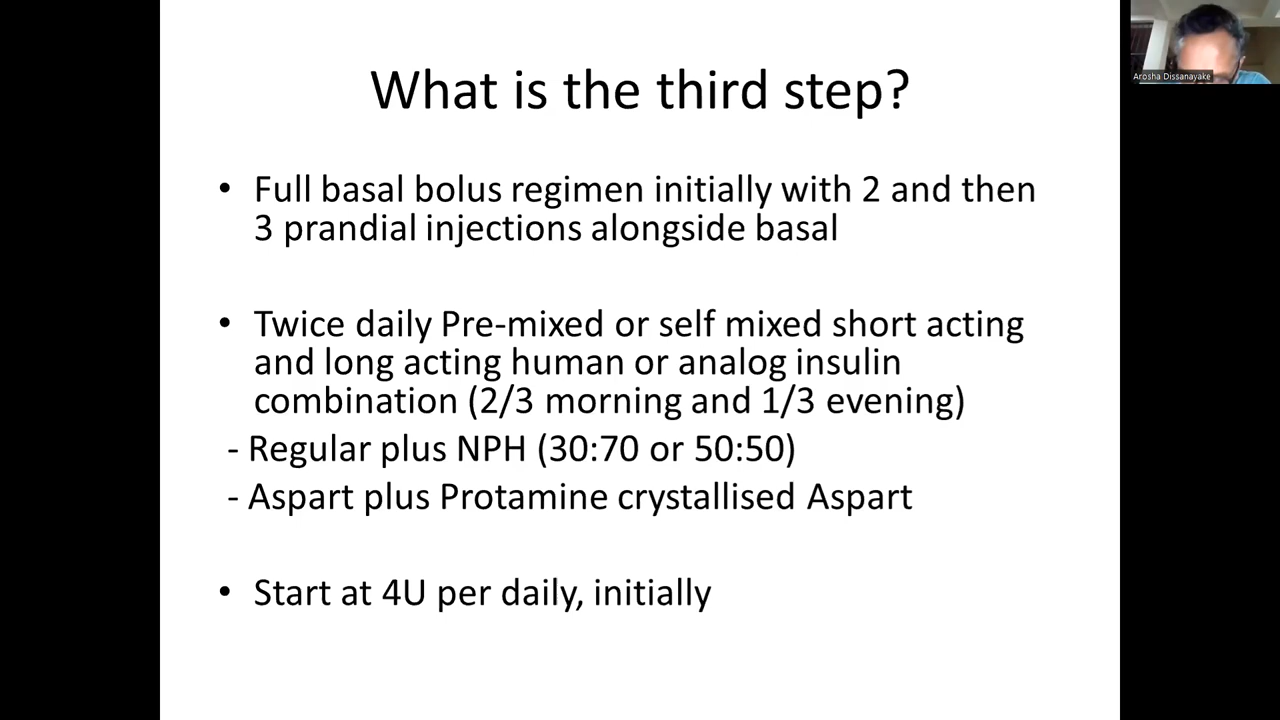 What is the third step?
Arosha Dissanayake
• Full basal bolus regimen initially with 2 and then
3 prandial injections alongside basal
• Twice daily Pre-mixed or self mixed short acting
and long acting human or analog insulin
combination (2/3 morning and 1/3 evening)
- Regular plus NPH (30:70 or 50:50)
- Aspart plus Protamine crystallised Aspart
• Start at 4U per daily, initially